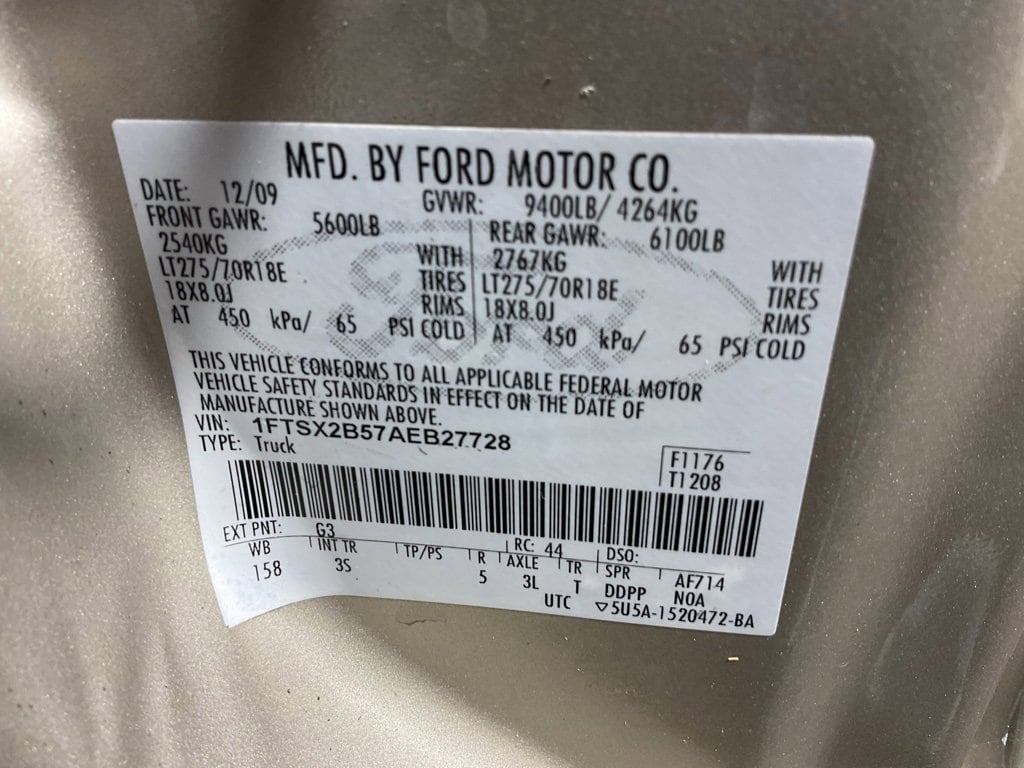 MFD. BY FORD MOTOR CO.
DATE: 12/09 GVWR: 9400LB/ 4264KG
FRONT GAWR: 5600LB REAR GAWR: 6100LB
2540KG WITH 2767KG WITH
LT275/70R18E TIRES LT275/70R18E TIRES
18X8.0J RIMS 18X8.0J RIMS
AT 450 kPa/ 65 PSI COLD AT 450 kPa/ 65 PSI COLD
THIS VEHICLE CONFORMS TO ALL APPLICABLE FEDERAL MOTOR
VEHICLE SAFETY STANDARDS IN EFFECT ON THE DATE OF
MANUFACTURE SHOWN ABOVE.
VIN: 1FTSX2B57AEB27728
TYPE: Truck
F1176
T1208
EXT PNT: G3 RC: 44 DSO:
WB INT TR TP/PS R AXLE TR SPR AF714
158 3S 5 3L T DDPP NOA
UTC ▽5U5A-1520472-BA
Ford